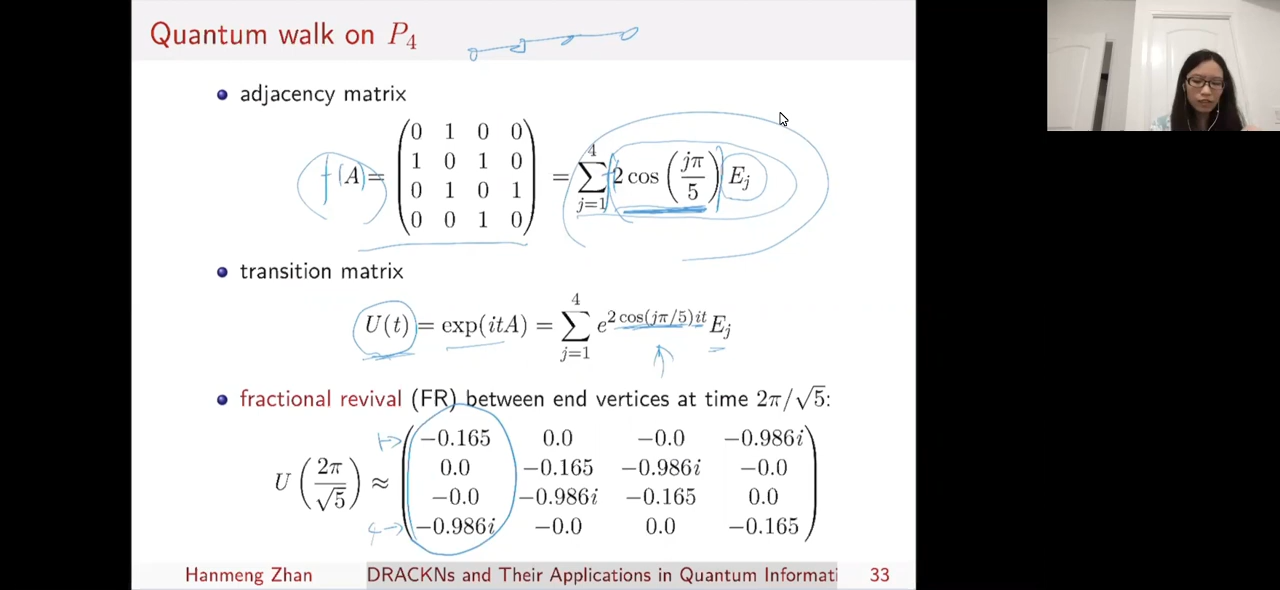 Quantum walk on P₄
• adjacency matrix
f(A) = (0 1 0 0
1 0 1 0
0 1 0 1
0 0 1 0) = ∑_{j=1}^{4} 2 cos(jπ/5) E_j
• transition matrix
U(t) = exp(itA) = ∑_{j=1}^{4} e^{2 cos(jπ/5)it} E_j
• fractional revival (FR) between end vertices at time 2π/√5:
U(2π/√5) ≈ (−0.165 0.0 −0.0 −0.986i
0.0 −0.165 −0.986i −0.0
−0.0 −0.986i −0.165 0.0
−0.986i −0.0 0.0 −0.165)
Hanmeng Zhan DRACKNs and Their Applications in Quantum Informati 33